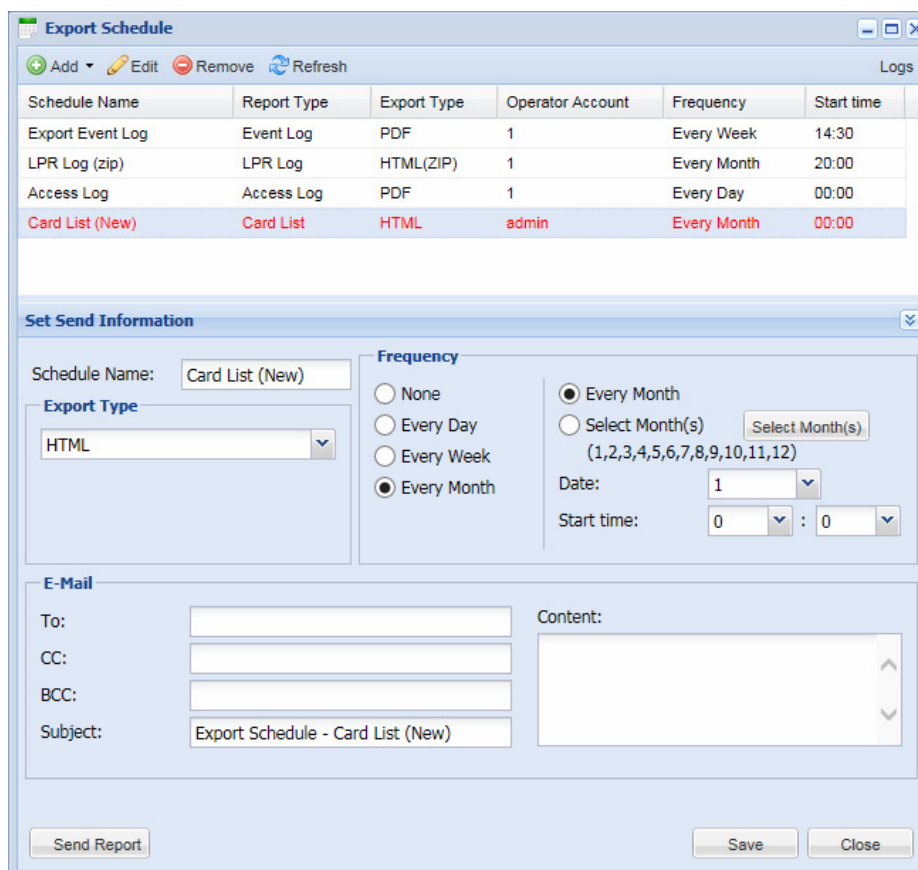 Export Schedule
Add Edit Remove Refresh Logs
Schedule Name Report Type Export Type Operator Account Frequency Start time
Export Event Log Event Log PDF 1 Every Week 14:30
LPR Log (zip) LPR Log HTML(ZIP) 1 Every Month 20:00
Access Log Access Log PDF 1 Every Day 00:00
Card List (New) Card List HTML admin Every Month 00:00
Set Send Information
Schedule Name: Card List (New)
Export Type
HTML
Frequency
None
Every Day
Every Week
Every Month
Every Month
Select Month(s) Select Month(s)
(1,2,3,4,5,6,7,8,9,10,11,12)
Date: 1
Start time: 0 : 0
E-Mail
To:
CC:
BCC:
Subject: Export Schedule - Card List (New)
Content:
Send Report Save Close